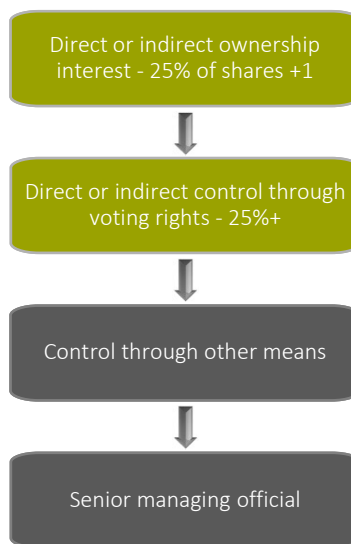 Direct or indirect ownership
interest - 25% of shares +1
Direct or indirect control through
voting rights - 25%+
Control through other means
Senior managing official